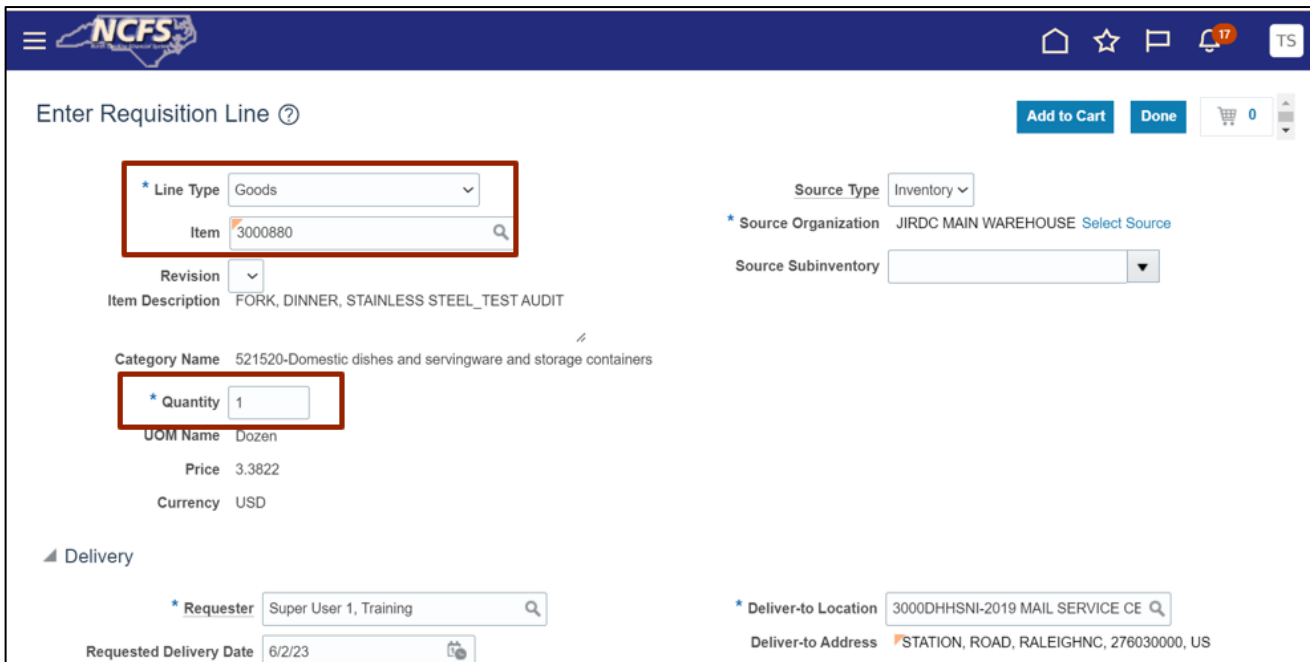 NCFS
17
TS
Enter Requisition Line
Add to Cart
Done
0
* Line Type Goods
Item 3000880
Revision
Item Description FORK, DINNER, STAINLESS STEEL_TEST AUDIT
Category Name 521520-Domestic dishes and servingware and storage containers
* Quantity 1
UOM Name Dozen
Price 3.3822
Currency USD
Source Type Inventory
* Source Organization JIRDC MAIN WAREHOUSE Select Source
Source Subinventory
Delivery
* Requester Super User 1, Training
Requested Delivery Date 6/2/23
* Deliver-to Location 3000DHHSNI-2019 MAIL SERVICE CE
Deliver-to Address STATION, ROAD, RALEIGHNC, 276030000, US